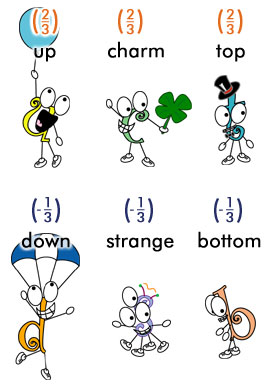 (2/3) (2/3) (2/3)
up charm top
(-1/3) (-1/3) (-1/3)
down strange bottom